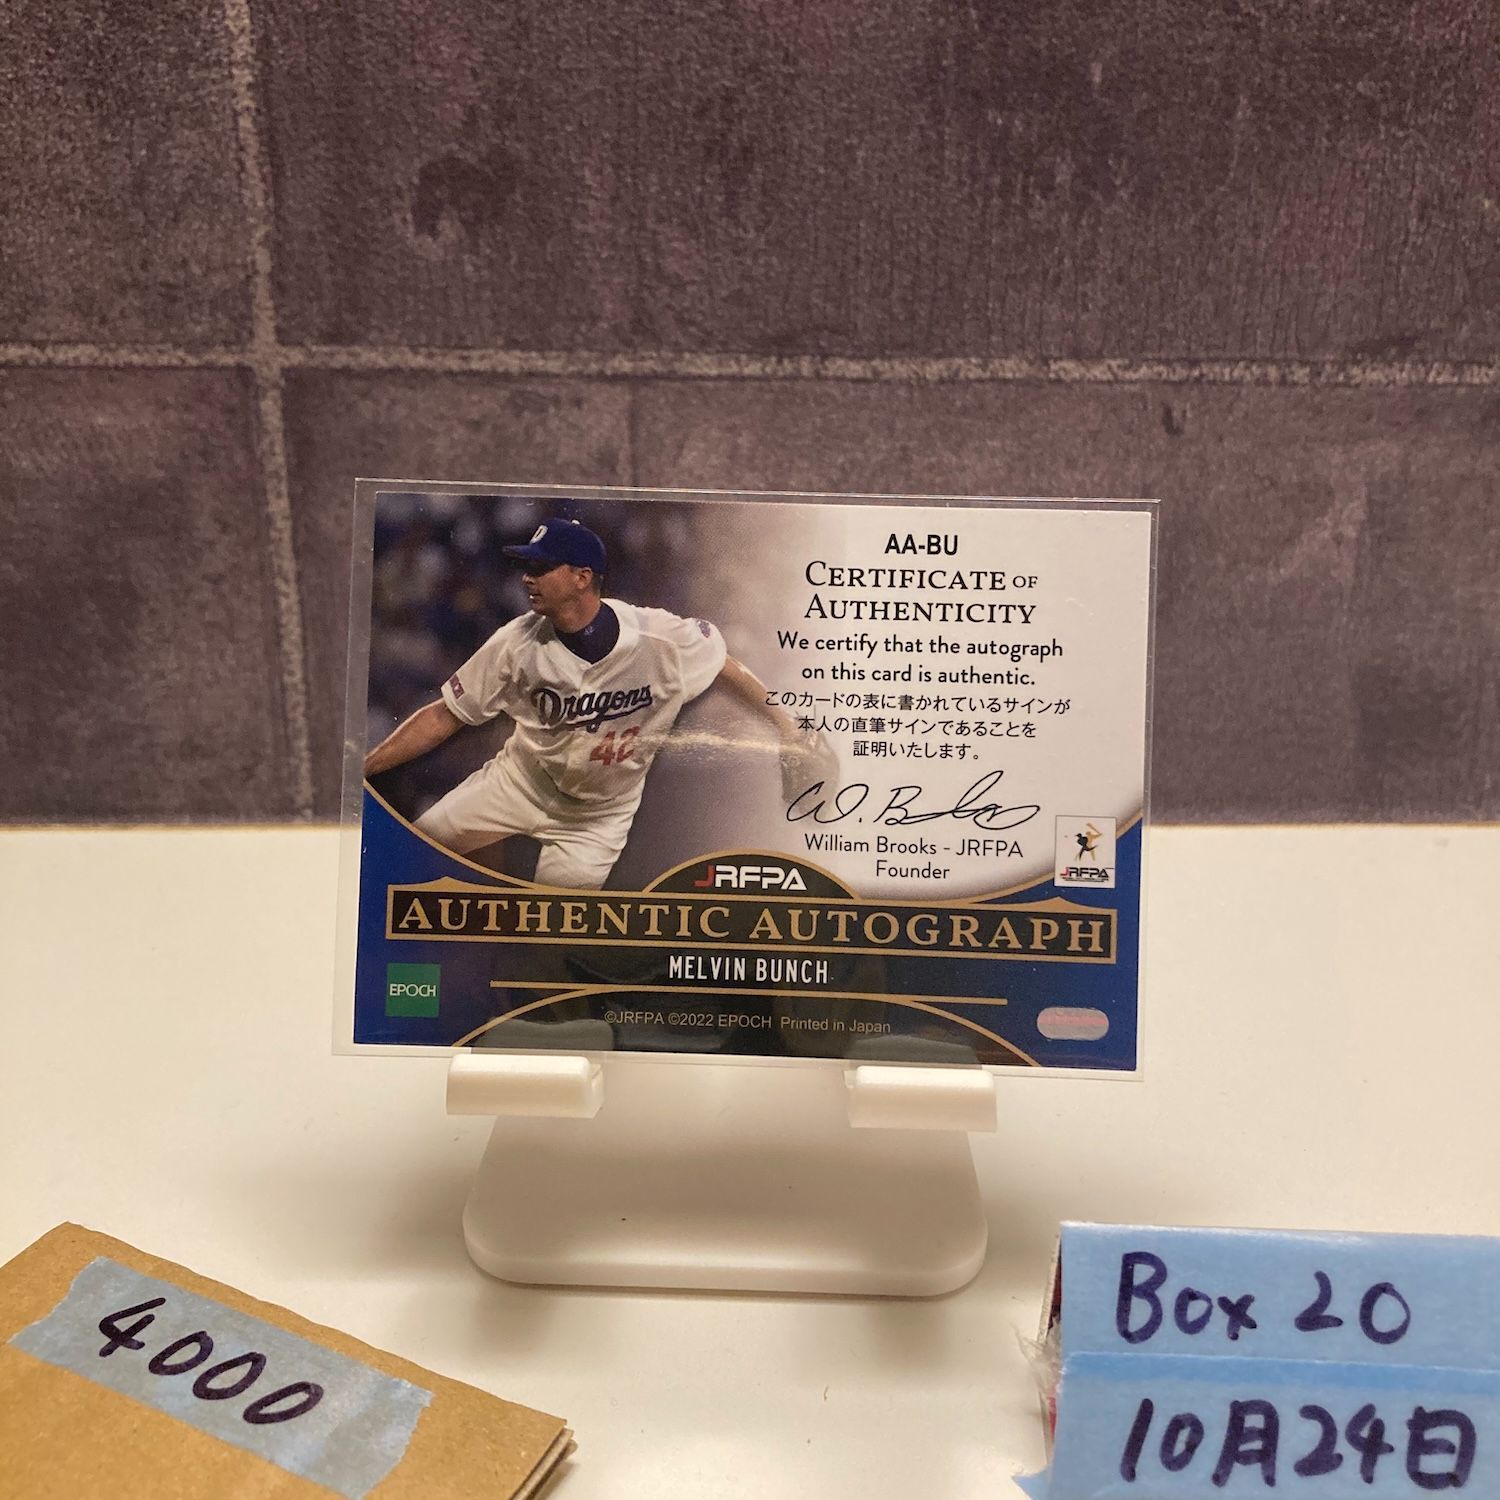 AA-BU
CERTIFICATE OF
AUTHENTICITY
We certify that the autograph
on this card is authentic.
このカードの表に書かれているサインが
本人の直筆サインであることを
証明いたします。
W. Brooks
William Brooks - JRFPA
Founder
JRFPA
Dragons
42
JRFPA
AUTHENTIC AUTOGRAPH
MELVIN BUNCH
EPOCH
©JRFPA ©2022 EPOCH Printed in Japan
4000
Box 20
10月24日